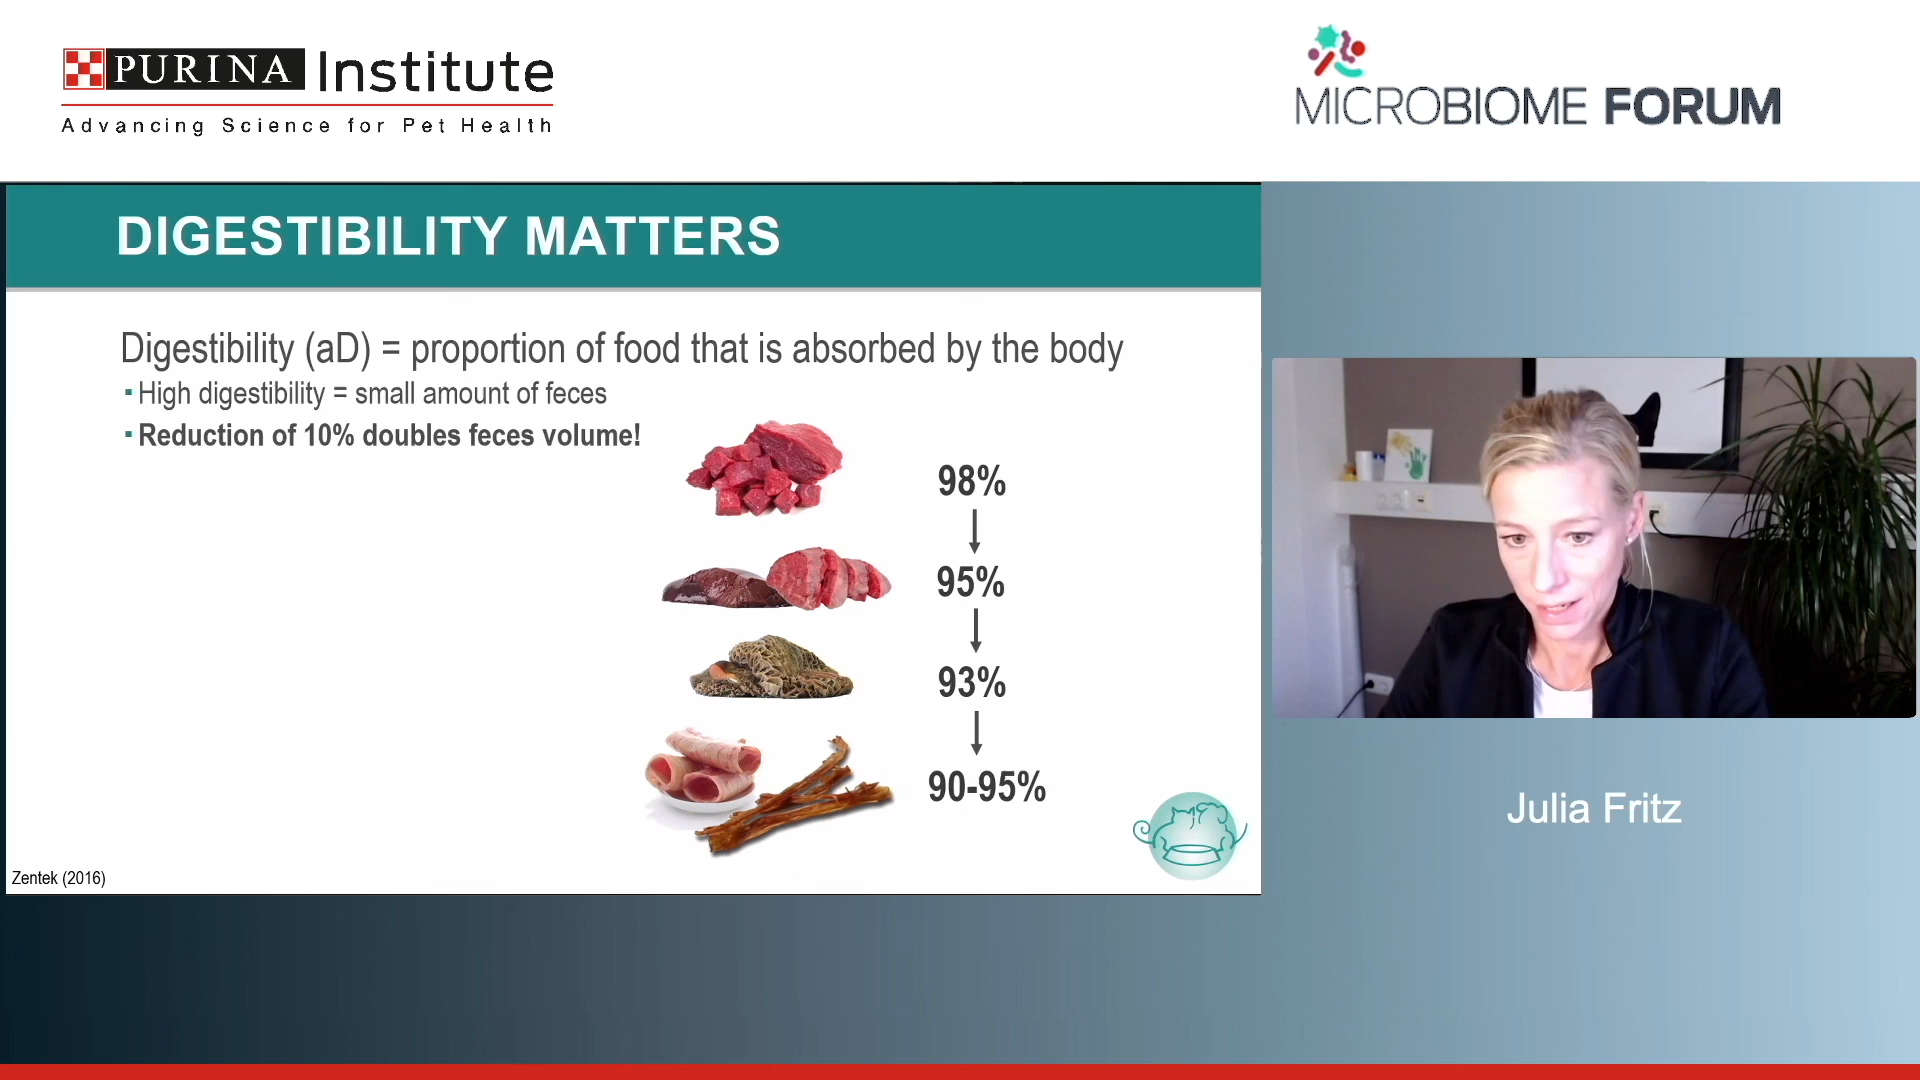 PURINA Institute
Advancing Science for Pet Health
MICROBIOME FORUM
DIGESTIBILITY MATTERS
Digestibility (aD) = proportion of food that is absorbed by the body
▪ High digestibility = small amount of feces
▪ Reduction of 10% doubles feces volume!
98%
95%
93%
90-95%
Zentek (2016)
Julia Fritz